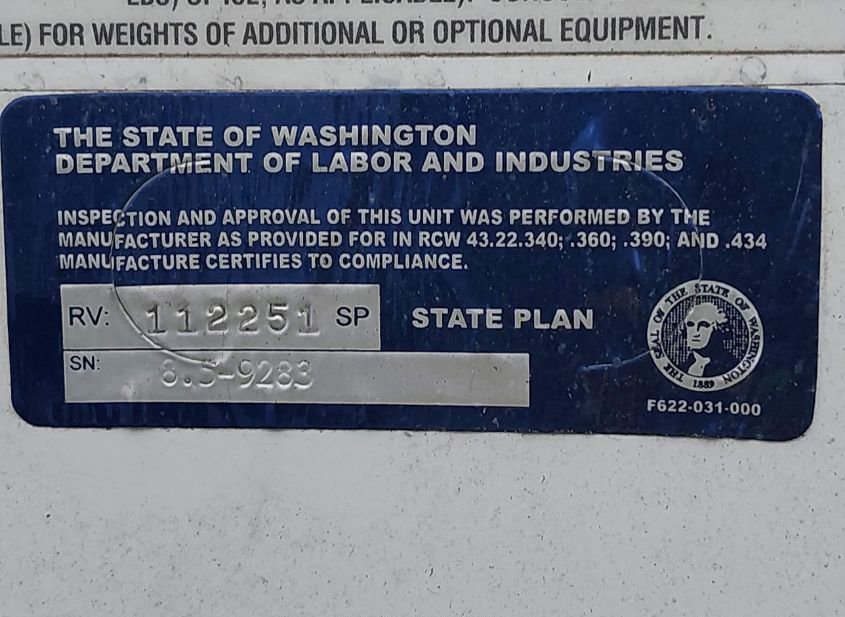 LE) FOR WEIGHTS OF ADDITIONAL OR OPTIONAL EQUIPMENT.
THE STATE OF WASHINGTON
DEPARTMENT OF LABOR AND INDUSTRIES
INSPECTION AND APPROVAL OF THIS UNIT WAS PERFORMED BY THE
MANUFACTURER AS PROVIDED FOR IN RCW 43.22.340; .360; .390; AND .434
MANUFACTURE CERTIFIES TO COMPLIANCE.
RV: 112251 SP STATE PLAN
SN: 8.5-9283
THE SEAL OF THE STATE OF WASHINGTON
1889
F622-031-000